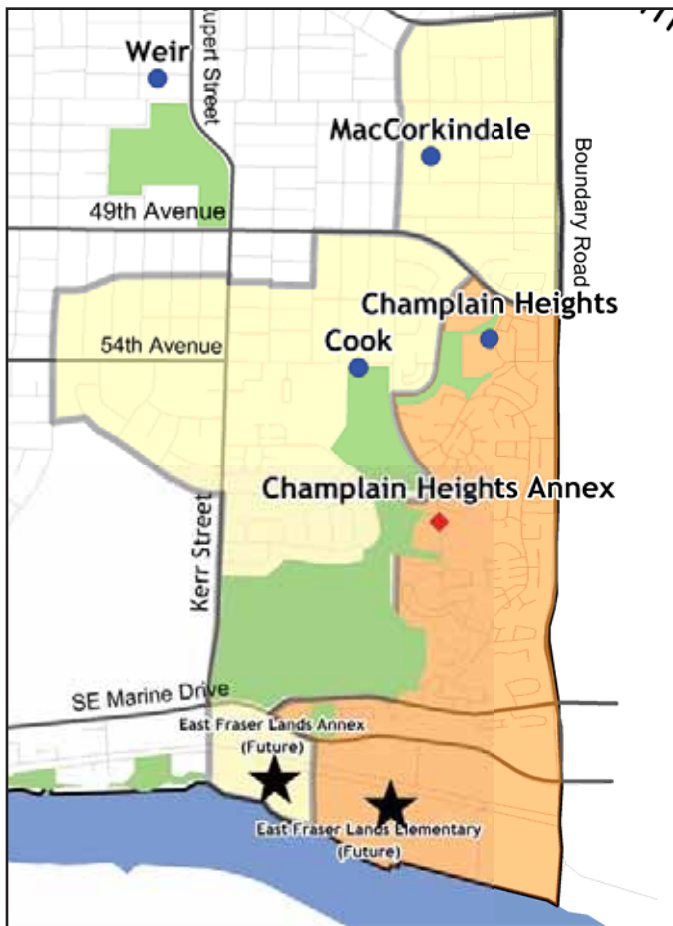 Weir
upert Street
MacCorkindale
Boundary Road
49th Avenue
Champlain Heights
54th Avenue
Cook
Champlain Heights Annex
Kerr Street
SE Marine Drive
East Fraser Lands Annex
(Future)
East Fraser Lands Elementary
(Future)